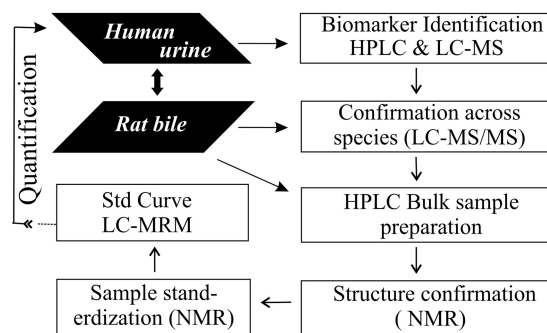 Human
urine
Biomarker Identification
HPLC & LC-MS
Rat bile
Confirmation across
species (LC-MS/MS)
Quantification
Std Curve
LC-MRM
HPLC Bulk sample
preparation
Sample stand-
erdization (NMR)
Structure confirmation
( NMR)